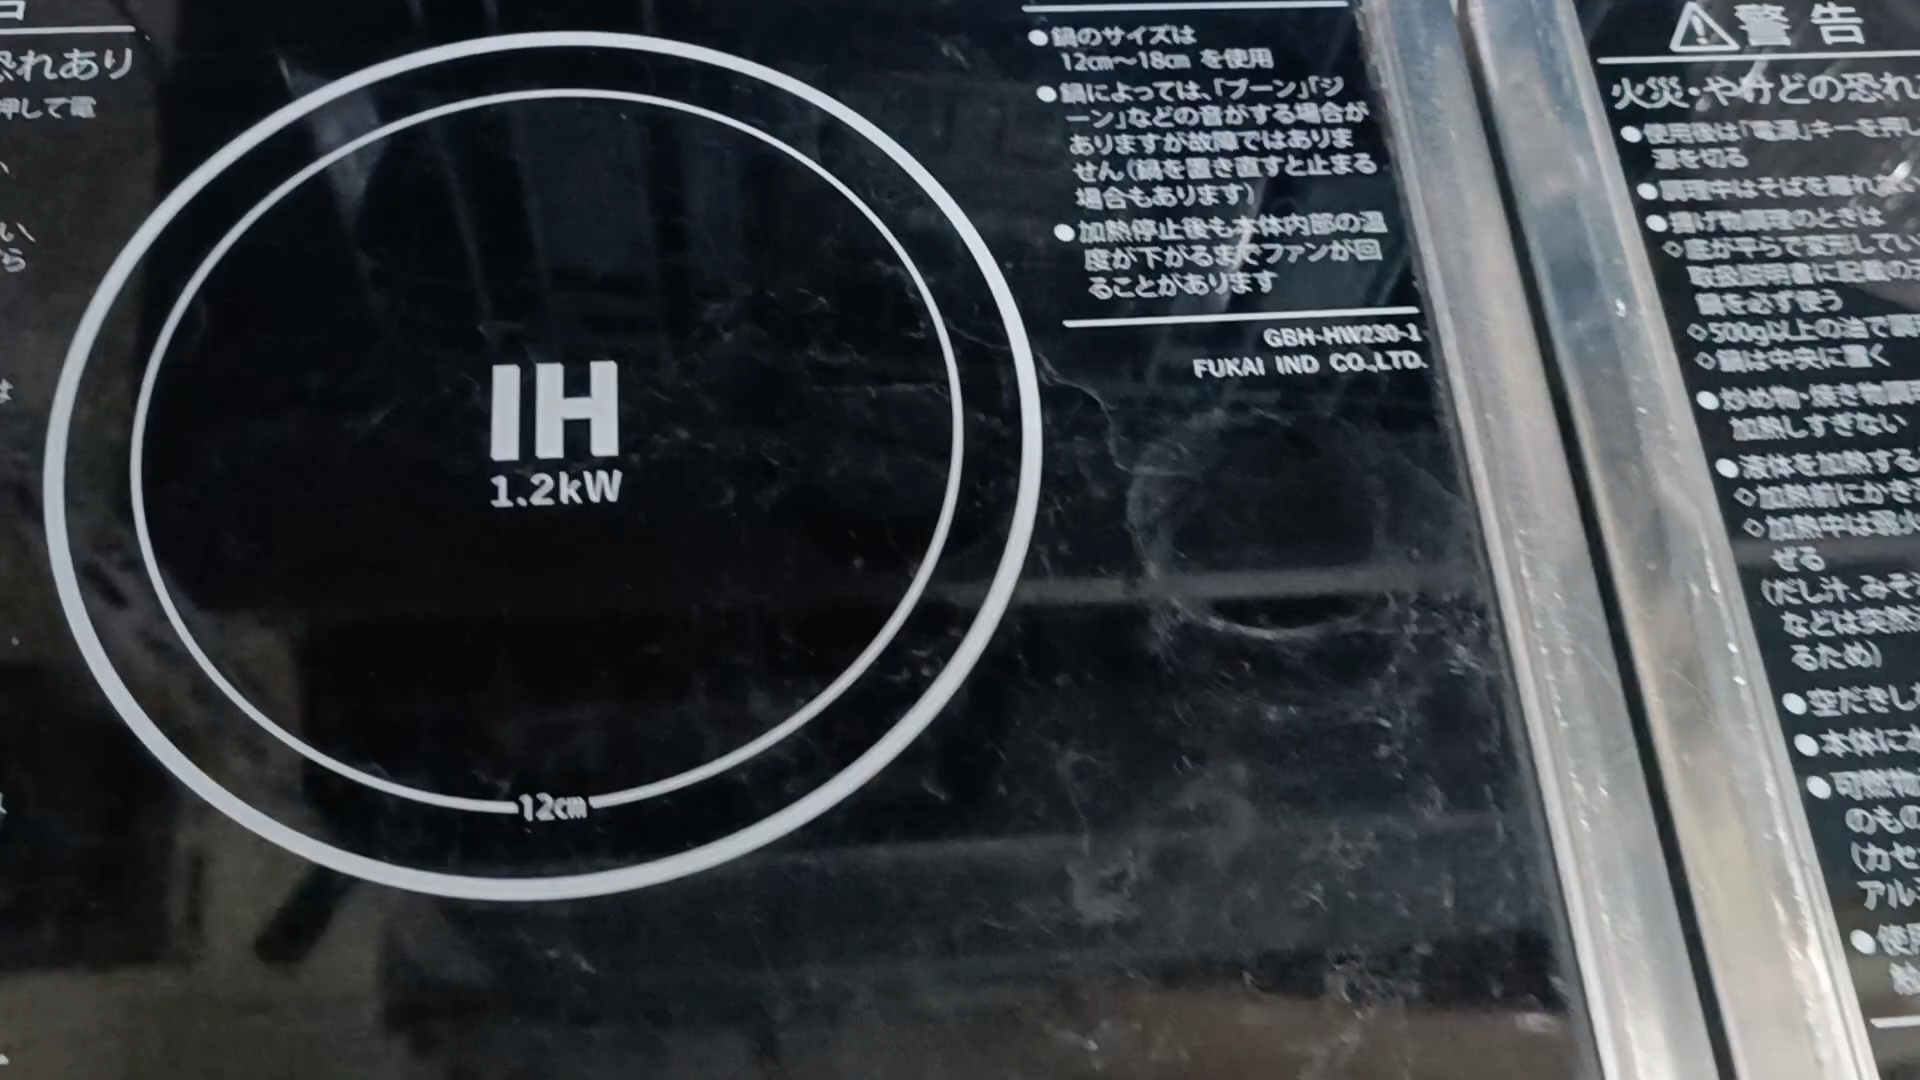 恐れあり
押して電
●鍋のサイズは
12cm～18cm を使用
●鍋によっては、「ブーン」「ジ
ーン」などの音がする場合が
ありますが故障ではありま
せん(鍋を置き直すと止まる
場合もあります)
●加熱停止後も本体内部の温
度が下がるまでファンが回
ることがあります
GBH-HW230-1
FUKAI IND CO.,LTD.
IH
1.2kW
12cm
⚠警告
火災・やけどの恐れ
●使用後は「電源」キーを押し
源を切る
●調理中はそばを離れない
●揚げ物調理のときは
◇底が平らで変形してい
取扱説明書に記載の
鍋を必ず使う
◇500g以上の油で調
◇鍋は中央に置く
●炒め物・焼き物調理
加熱しすぎない
●液体を加熱する
◇加熱前にかき
◇加熱中は弱火
ぜる
(だし汁、みそ
などは突然
るため)
●空だきし
●本体に
●可燃物
のもの
(カセ
アル
●使用